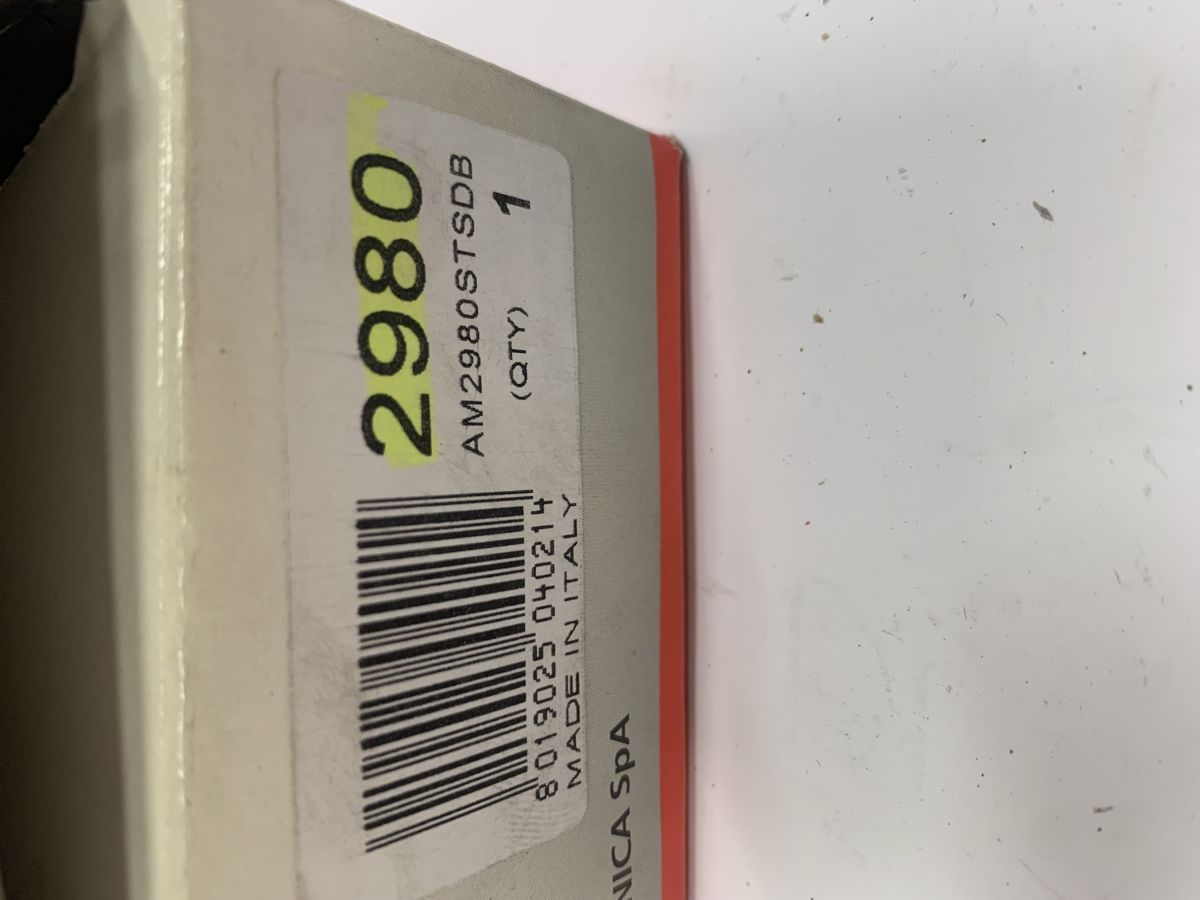 2980
AM2980STSDB
(QTY) 1
8 019025 040214
MADE IN ITALY
NICA SpA